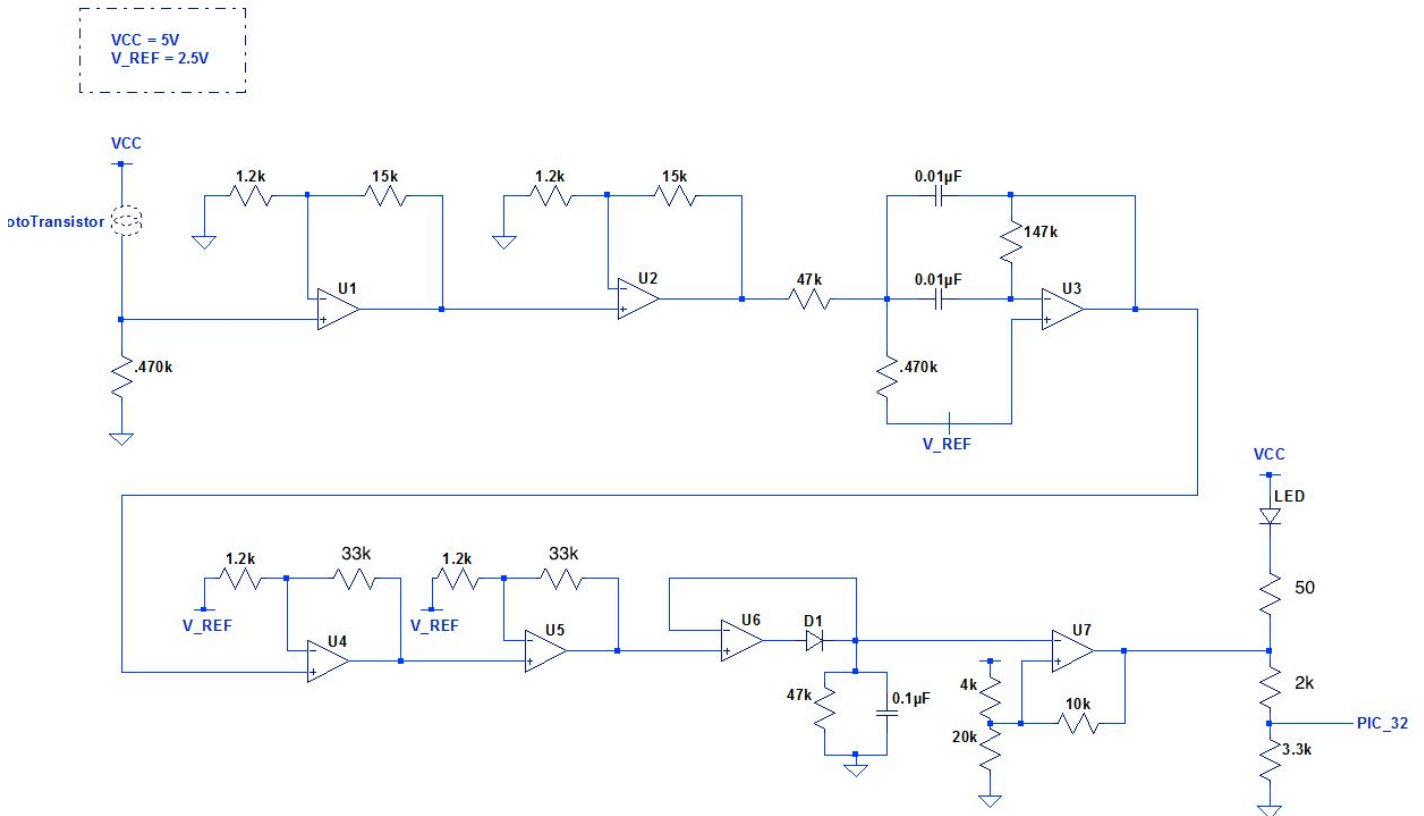 VCC = 5V
V_REF = 2.5V
VCC
1.2k
15k
1.2k
15k
0.01µF
otoTransistor
147k
U1
U2
47k
0.01µF
U3
.470k
.470k
V_REF
VCC
LED
1.2k
33k
1.2k
33k
50
V_REF
U4
V_REF
U5
U6
D1
U7
4k
47k
0.1µF
10k
2k
20k
PIC_32
3.3k